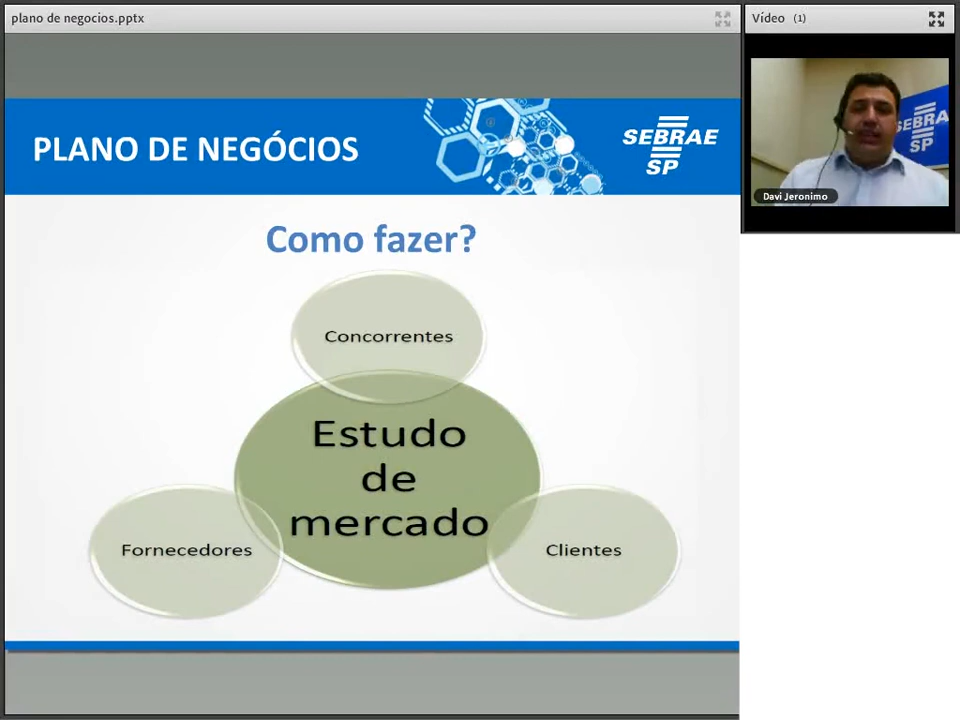 plano de negocios.pptx
Vídeo (1)
PLANO DE NEGÓCIOS
SEBRAE
SP
SEBRA
SP
Davi Jeronimo
Como fazer?
Concorrentes
Estudo
de
mercado
Fornecedores
Clientes